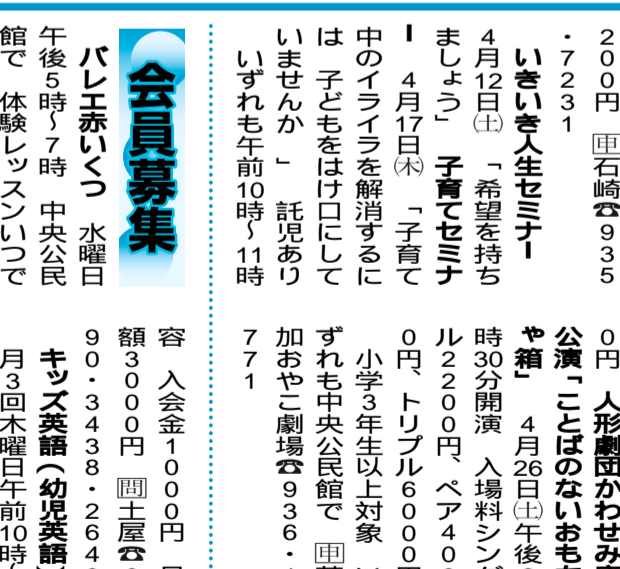 200円　申石崎☎935
・7231
いきいき人生セミナー
4月12日㊏　「希望を持ち
ましょう」　子育てセミナ
ー　4月17日㊍　「子育て
中のイライラを解消するに
は　子どもをはけ口にして
いませんか　」　託児あり
いずれも午前10時〜11時
0円　人形劇団かわせみ
公演「ことばのないおも
や箱」　4月26日㊏午後
時30分開演　入場料シン
ル2200円、ペア40
0円、トリプル6000
小学3年生以上対象
ずれも中央公民館で　申
加おやこ劇場☎936・
771
会員募集
バレエ赤いくつ　水曜日
午後5時〜7時　中央公民
館で　体験レッスンいつで
容　入会金1000円
額3000円　問土屋☎
90・3438・264
キッズ英語（幼児英語
月3回木曜日午前10時